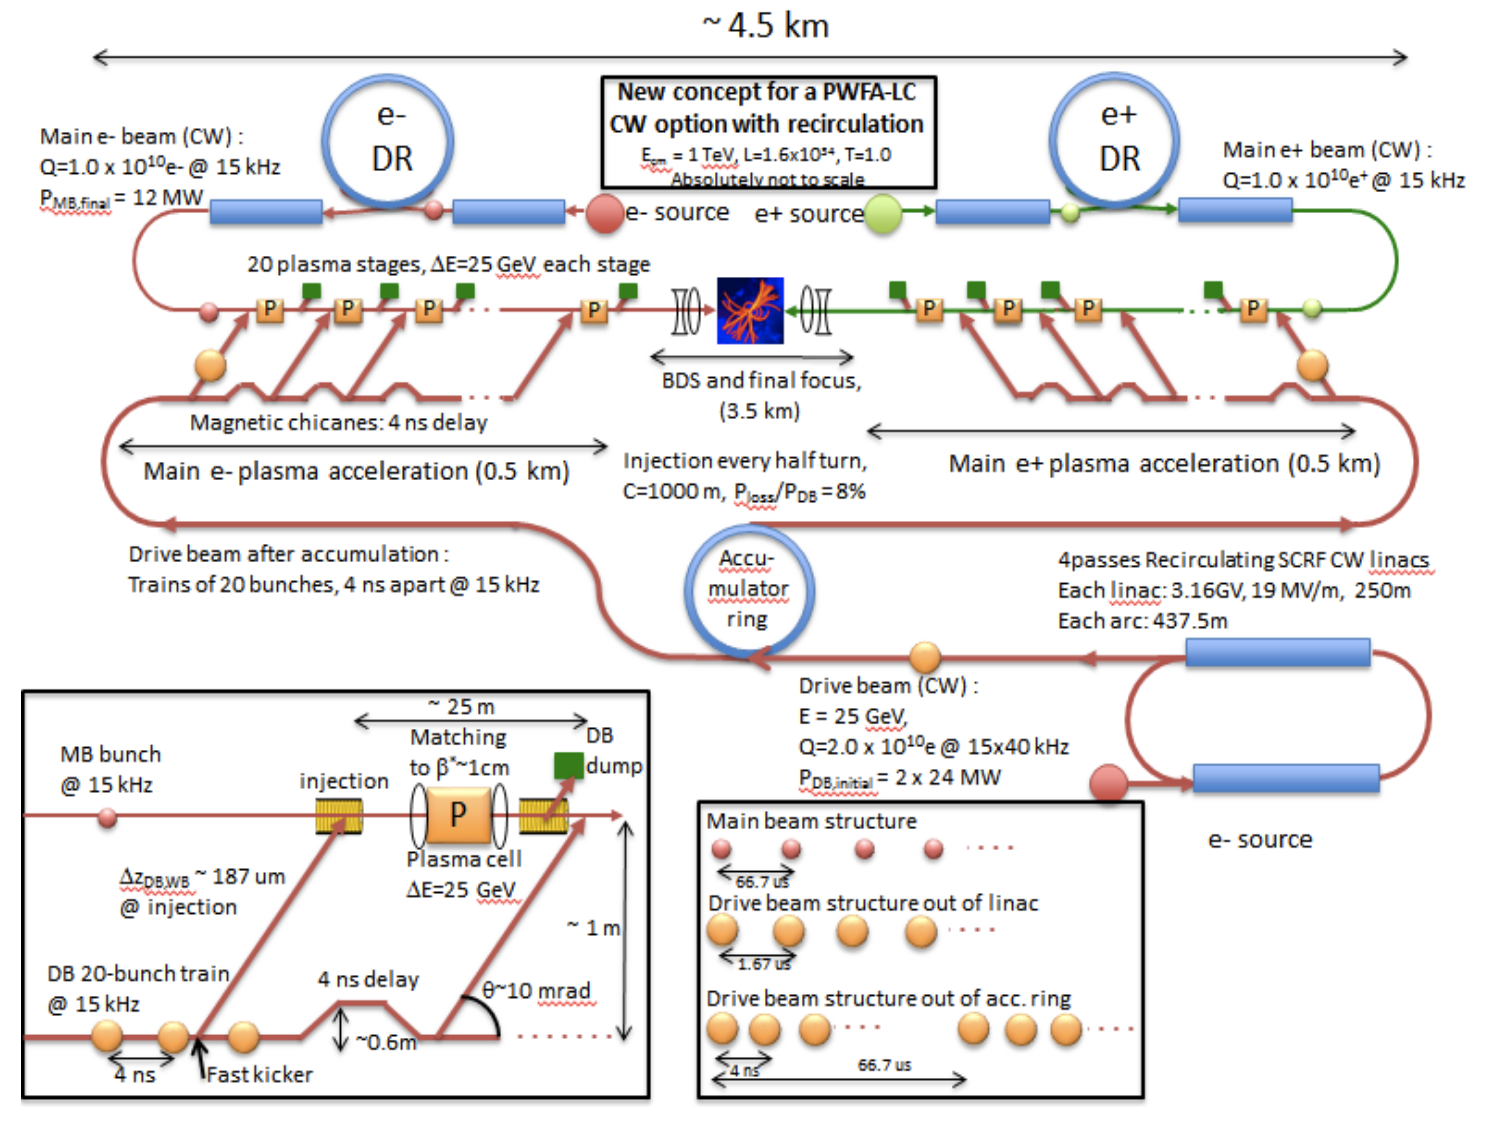 ~ 4.5 km
e-
DR
New concept for a PWFA-LC
CW option with recirculation
E_cm = 1 TeV, L=1.6x10³⁴, T=1.0
Absolutely not to scale
e+
DR
Main e- beam (CW) :
Q=1.0 x 10¹⁰e- @ 15 kHz
P_MB,final = 12 MW
Main e+ beam (CW) :
Q=1.0 x 10¹⁰e⁺ @ 15 kHz
e- source
e+ source
20 plasma stages, ΔE=25 GeV each stage
P P P P P P P P
BDS and final focus,
(3.5 km)
Magnetic chicanes: 4 ns delay
Main e- plasma acceleration (0.5 km)
Injection every half turn,
C=1000 m, P_loss/P_DB = 8%
Main e+ plasma acceleration (0.5 km)
Drive beam after accumulation :
Trains of 20 bunches, 4 ns apart @ 15 kHz
Accu-
mulator
ring
4passes Recirculating SCRF CW linacs
Each linac: 3.16GV, 19 MV/m, 250m
Each arc: 437.5m
Drive beam (CW) :
E = 25 GeV,
Q=2.0 x 10¹⁰e @ 15x40 kHz
P_DB,initial = 2 x 24 MW
e- source
~ 25 m
MB bunch
@ 15 kHz
injection
Matching
to β*~1cm
DB
dump
P
Plasma cell
ΔE=25 GeV
Δz_DB,WB ~ 187 um
@ injection
~ 1 m
DB 20-bunch train
@ 15 kHz
4 ns delay
θ~10 mrad
~0.6m
4 ns
Fast kicker
Main beam structure
66.7 us
Drive beam structure out of linac
1.67 us
Drive beam structure out of acc. ring
4 ns
66.7 us